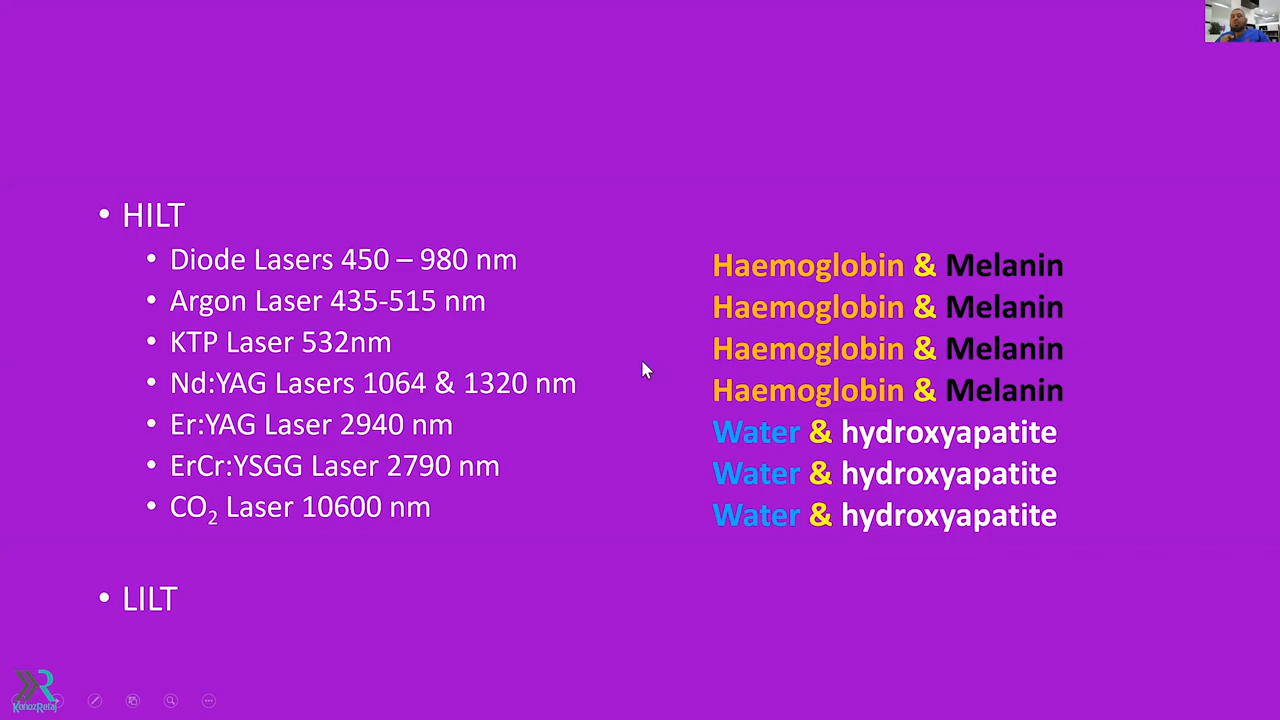 • HILT
• Diode Lasers 450 – 980 nm Haemoglobin & Melanin
• Argon Laser 435-515 nm Haemoglobin & Melanin
• KTP Laser 532nm Haemoglobin & Melanin
• Nd:YAG Lasers 1064 & 1320 nm Haemoglobin & Melanin
• Er:YAG Laser 2940 nm Water & hydroxyapatite
• ErCr:YSGG Laser 2790 nm Water & hydroxyapatite
• CO₂ Laser 10600 nm Water & hydroxyapatite
• LILT
KonozRetaj